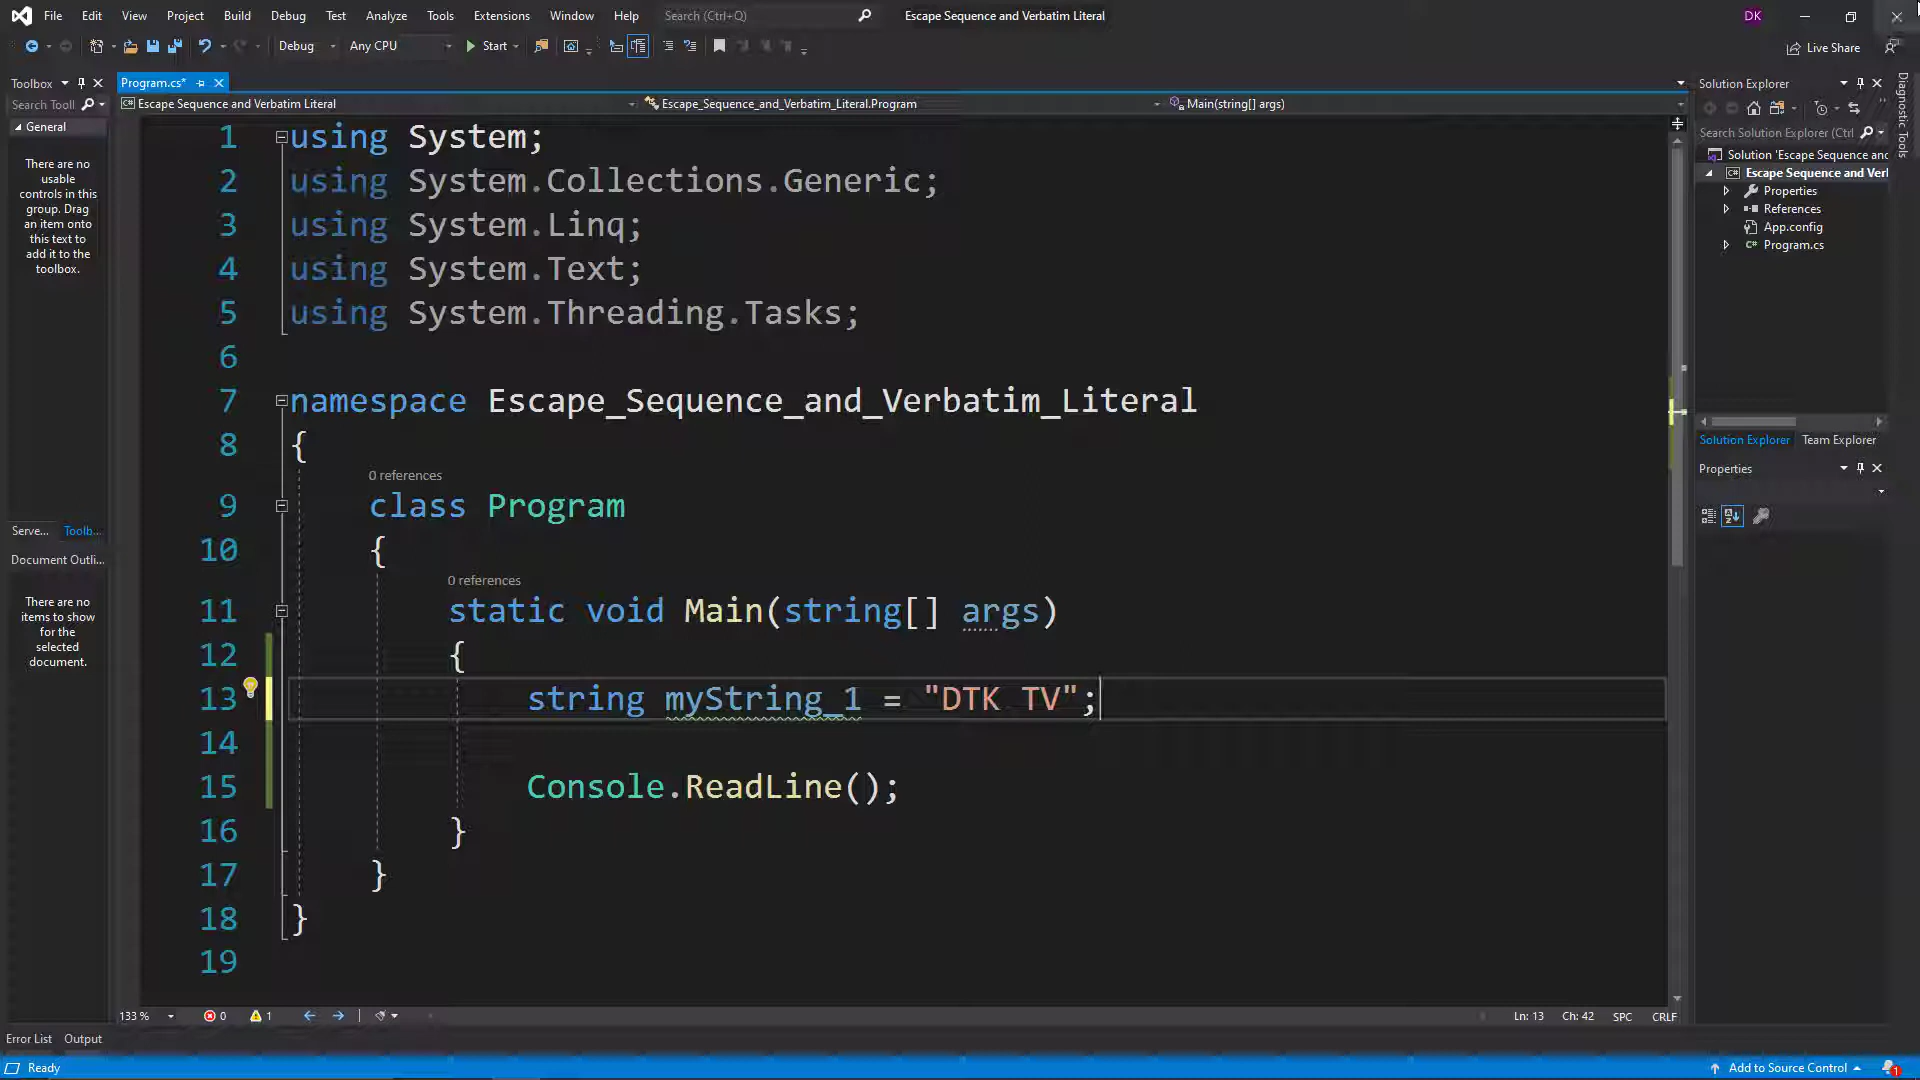 File Edit View Project Build Debug Test Analyze Tools Extensions Window Help Search (Ctrl+Q) Escape Sequence and Verbatim Literal DK
Debug Any CPU Start Live Share
Toolbox
Search Tooll
General
There are no
usable
controls in this
group. Drag
an item onto
this text to
add it to the
toolbox.
Serve... Toolb...
Document Outli...
There are no
items to show
for the
selected
document.
Program.cs*
Escape Sequence and Verbatim Literal Escape_Sequence_and_Verbatim_Literal.Program Main(string[] args)
1 using System;
2 using System.Collections.Generic;
3 using System.Linq;
4 using System.Text;
5 using System.Threading.Tasks;
6
7 namespace Escape_Sequence_and_Verbatim_Literal
8 {
0 references
9 class Program
10 {
0 references
11 static void Main(string[] args)
12 {
13 string myString_1 = "DTK TV";
14
15 Console.ReadLine();
16 }
17 }
18 }
19
133 % 0 1 Ln: 13 Ch: 42 SPC CRLF
Solution Explorer
Search Solution Explorer (Ctrl
Solution 'Escape Sequence and
Escape Sequence and Verl
Properties
References
App.config
C# Program.cs
Solution Explorer Team Explorer
Properties
Diagnostic Tools
Error List Output
Ready Add to Source Control 1